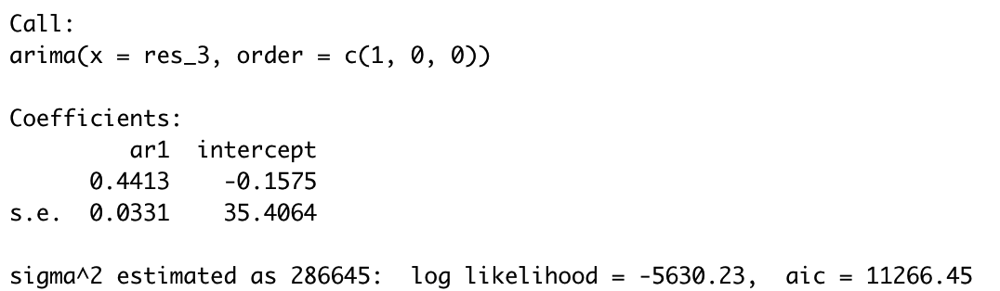 Call:
arima(x = res_3, order = c(1, 0, 0))
Coefficients:
ar1 intercept
0.4413 -0.1575
s.e. 0.0331 35.4064
sigma^2 estimated as 286645: log likelihood = -5630.23, aic = 11266.45